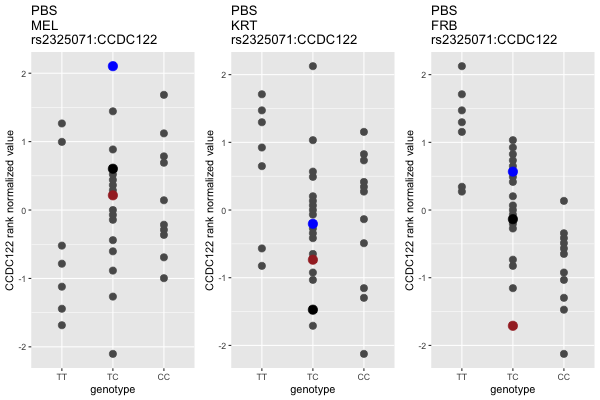 PBS
MEL
rs2325071:CCDC122
CCDC122 rank normalized value
2
1
0
-1
-2
TT
TC
CC
genotype
PBS
KRT
rs2325071:CCDC122
CCDC122 rank normalized value
2
1
0
-1
-2
TT
TC
CC
genotype
PBS
FRB
rs2325071:CCDC122
CCDC122 rank normalized value
2
1
0
-1
-2
TT
TC
CC
genotype